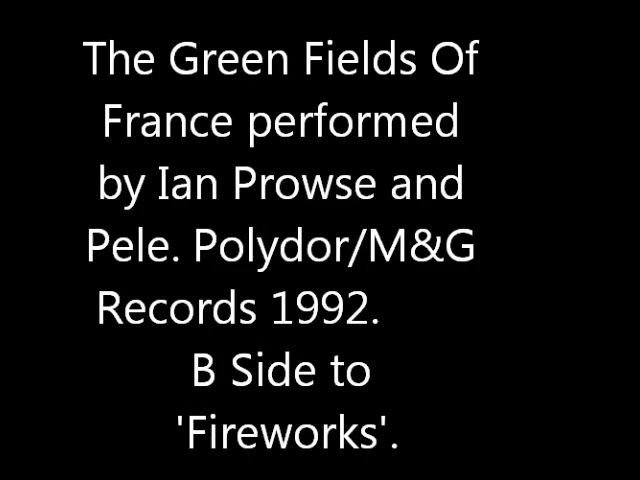 The Green Fields Of
France performed
by Ian Prowse and
Pele. Polydor/M&G
Records 1992.
B Side to
'Fireworks'.